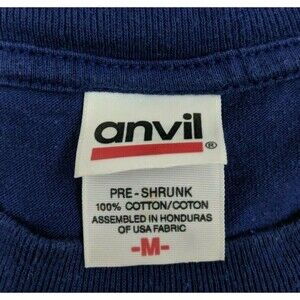 anvil®
PRE-SHRUNK
100% COTTON/COTON
ASSEMBLED IN HONDURAS
OF USA FABRIC
-M-